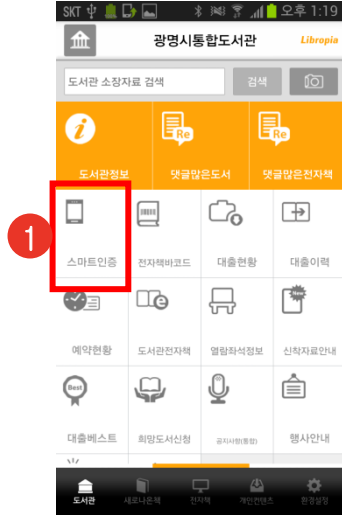 SKT 오후 1:19
광명시통합도서관 Libropia
도서관 소장자료 검색 검색
i Re Re
도서관정보 댓글많은도서 댓글많은전자책
1
스마트인증 전자책바코드 대출현황 대출이력
e New
예약현황 도서관전자책 열람좌석정보 신착자료안내
Best
대출베스트 희망도서신청 공지사항(통합) 행사안내
도서관 새로나온책 전자책 개인컨텐츠 환경설정